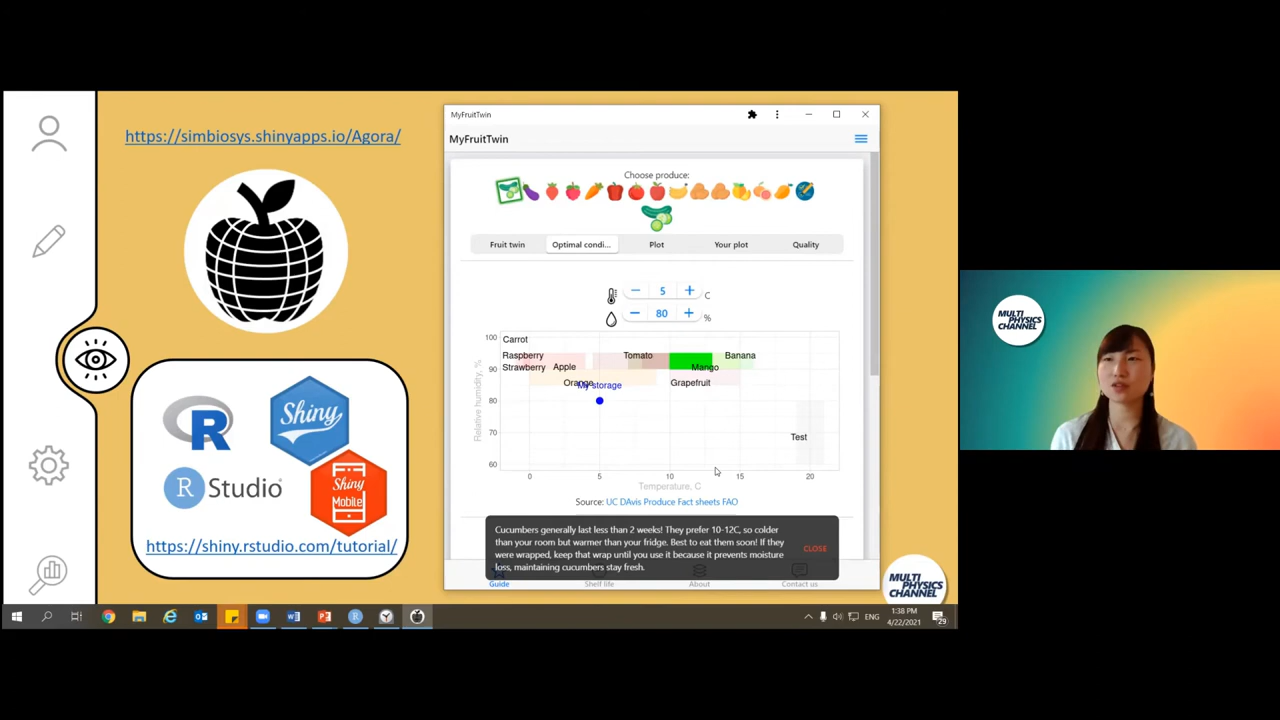 https://simbiosys.shinyapps.io/Agora/
R
Shiny
R Studio
Shiny
Mobile
https://shiny.rstudio.com/tutorial/
MyFruitTwin
MyFruitTwin
Choose produce:
Fruit twin
Optimal condi...
Plot
Your plot
Quality
− 5 + C
− 80 + %
Relative humidity, %
100
90
80
70
60
Carrot
Raspberry
Tomato
Banana
Strawberry
Apple
Mango
Orange
My storage
Grapefruit
Test
0
5
10
15
20
Temperature, C
Source: UC DAvis Produce Fact sheets FAO
Cucumbers generally last less than 2 weeks! They prefer 10-12C, so colder
than your room but warmer than your fridge. Best to eat them soon! If they
were wrapped, keep that wrap until you use it because it prevents moisture
loss, maintaining cucumbers stay fresh.
CLOSE
Guide
Shelf life
About
Contact us
MULTI
PHYSICS
CHANNEL
ENG
1:38 PM
4/22/2021
29
MULTI
PHYSICS
CHANNEL